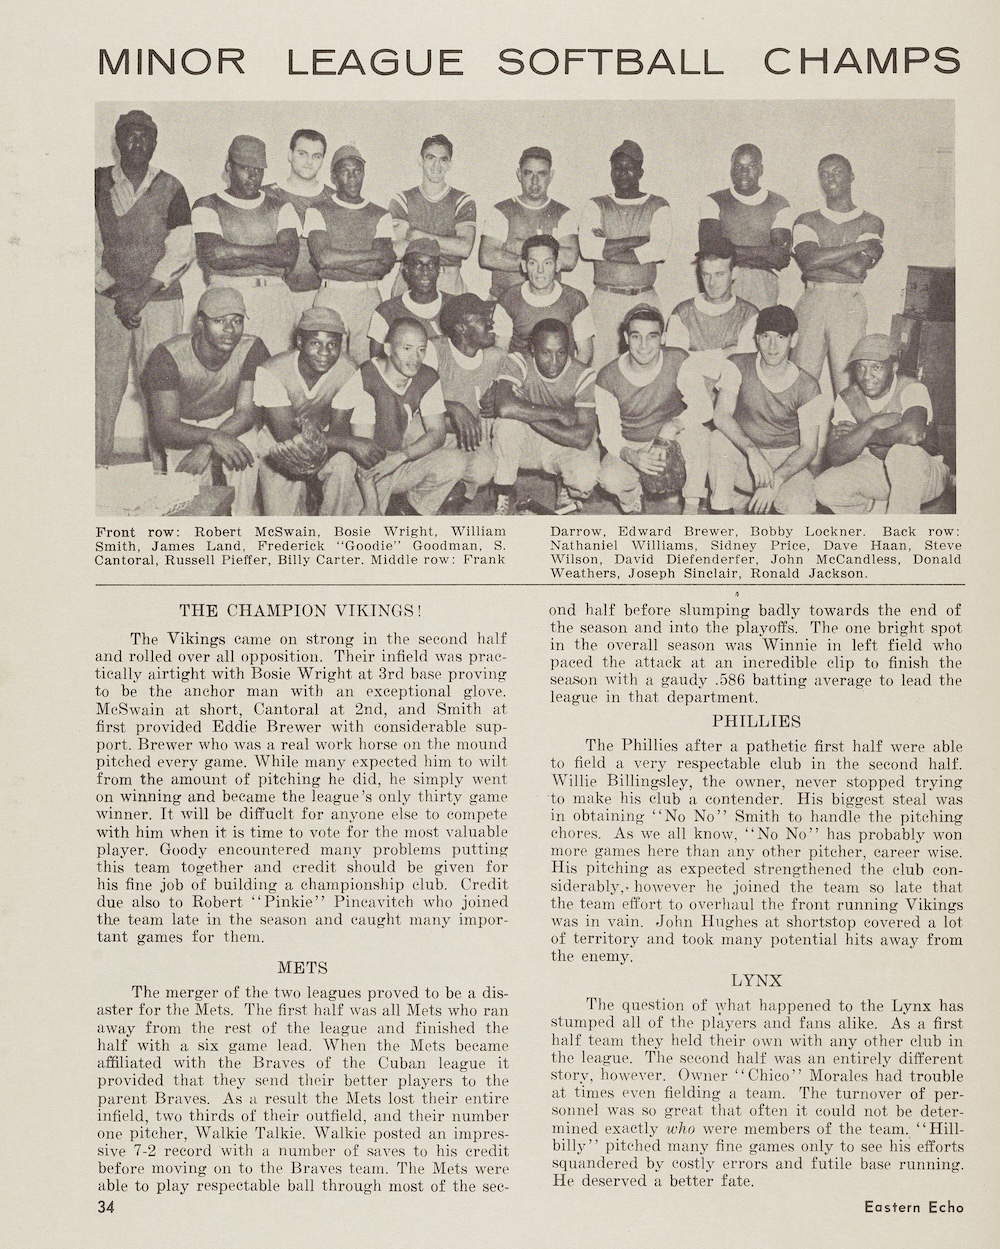 MINOR LEAGUE SOFTBALL CHAMPS
Front row: Robert McSwain, Bosie Wright, William
Smith, James Land, Frederick "Goodie" Goodman, S.
Cantoral, Russell Pieffer, Billy Carter. Middle row: Frank
Darrow, Edward Brewer, Bobby Lockner. Back row:
Nathaniel Williams, Sidney Price, Dave Haan, Steve
Wilson, David Diefenderfer, John McCandless, Donald
Weathers, Joseph Sinclair, Ronald Jackson.
THE CHAMPION VIKINGS!
The Vikings came on strong in the second half
and rolled over all opposition. Their infield was prac-
tically airtight with Bosie Wright at 3rd base proving
to be the anchor man with an exceptional glove.
McSwain at short, Cantoral at 2nd, and Smith at
first provided Eddie Brewer with considerable sup-
port. Brewer who was a real work horse on the mound
pitched every game. While many expected him to wilt
from the amount of pitching he did, he simply went
on winning and became the league's only thirty game
winner. It will be diffuclt for anyone else to compete
with him when it is time to vote for the most valuable
player. Goody encountered many problems putting
this team together and credit should be given for
his fine job of building a championship club. Credit
due also to Robert "Pinkie" Pincavitch who joined
the team late in the season and caught many impor-
tant games for them.
METS
The merger of the two leagues proved to be a dis-
aster for the Mets. The first half was all Mets who ran
away from the rest of the league and finished the
half with a six game lead. When the Mets became
affiliated with the Braves of the Cuban league it
provided that they send their better players to the
parent Braves. As a result the Mets lost their entire
infield, two thirds of their outfield, and their number
one pitcher, Walkie Talkie. Walkie posted an impres-
sive 7-2 record with a number of saves to his credit
before moving on to the Braves team. The Mets were
able to play respectable ball through most of the sec-
ond half before slumping badly towards the end of
the season and into the playoffs. The one bright spot
in the overall season was Winnie in left field who
paced the attack at an incredible clip to finish the
season with a gaudy .586 batting average to lead the
league in that department.
PHILLIES
The Phillies after a pathetic first half were able
to field a very respectable club in the second half.
Willie Billingsley, the owner, never stopped trying
to make his club a contender. His biggest steal was
in obtaining "No No" Smith to handle the pitching
chores. As we all know, "No No" has probably won
more games here than any other pitcher, career wise.
His pitching as expected strengthened the club con-
siderably, however he joined the team so late that
the team effort to overhaul the front running Vikings
was in vain. John Hughes at shortstop covered a lot
of territory and took many potential hits away from
the enemy.
LYNX
The question of what happened to the Lynx has
stumped all of the players and fans alike. As a first
half team they held their own with any other club in
the league. The second half was an entirely different
story, however. Owner "Chico" Morales had trouble
at times even fielding a team. The turnover of per-
sonnel was so great that often it could not be deter-
mined exactly who were members of the team. "Hill-
billy" pitched many fine games only to see his efforts
squandered by costly errors and futile base running.
He deserved a better fate.
34
Eastern Echo